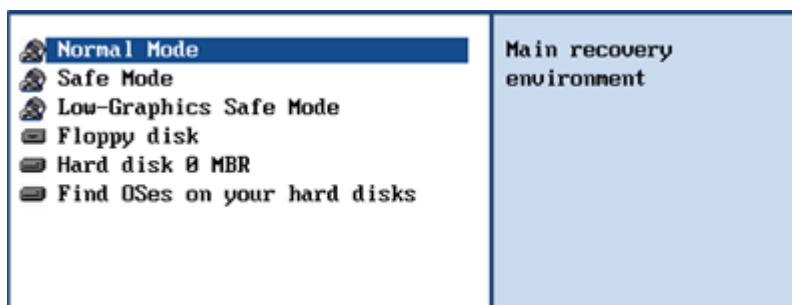 Normal Mode
Safe Mode
Low-Graphics Safe Mode
Floppy disk
Hard disk 0 MBR
Find OSes on your hard disks
Main recovery
environment